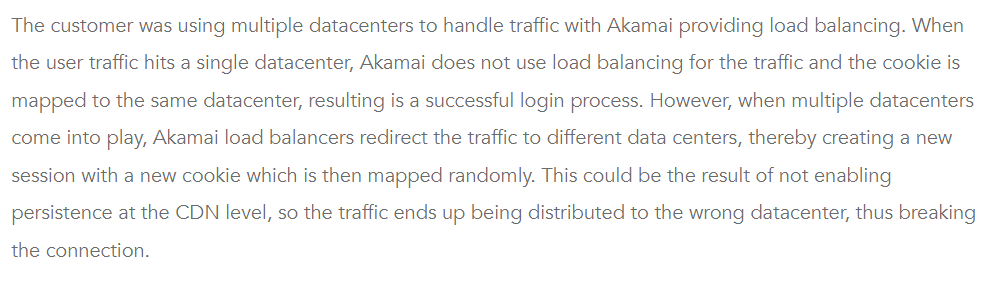 The customer was using multiple datacenters to handle traffic with Akamai providing load balancing. When
the user traffic hits a single datacenter, Akamai does not use load balancing for the traffic and the cookie is
mapped to the same datacenter, resulting is a successful login process. However, when multiple datacenters
come into play, Akamai load balancers redirect the traffic to different data centers, thereby creating a new
session with a new cookie which is then mapped randomly. This could be the result of not enabling
persistence at the CDN level, so the traffic ends up being distributed to the wrong datacenter, thus breaking
the connection.